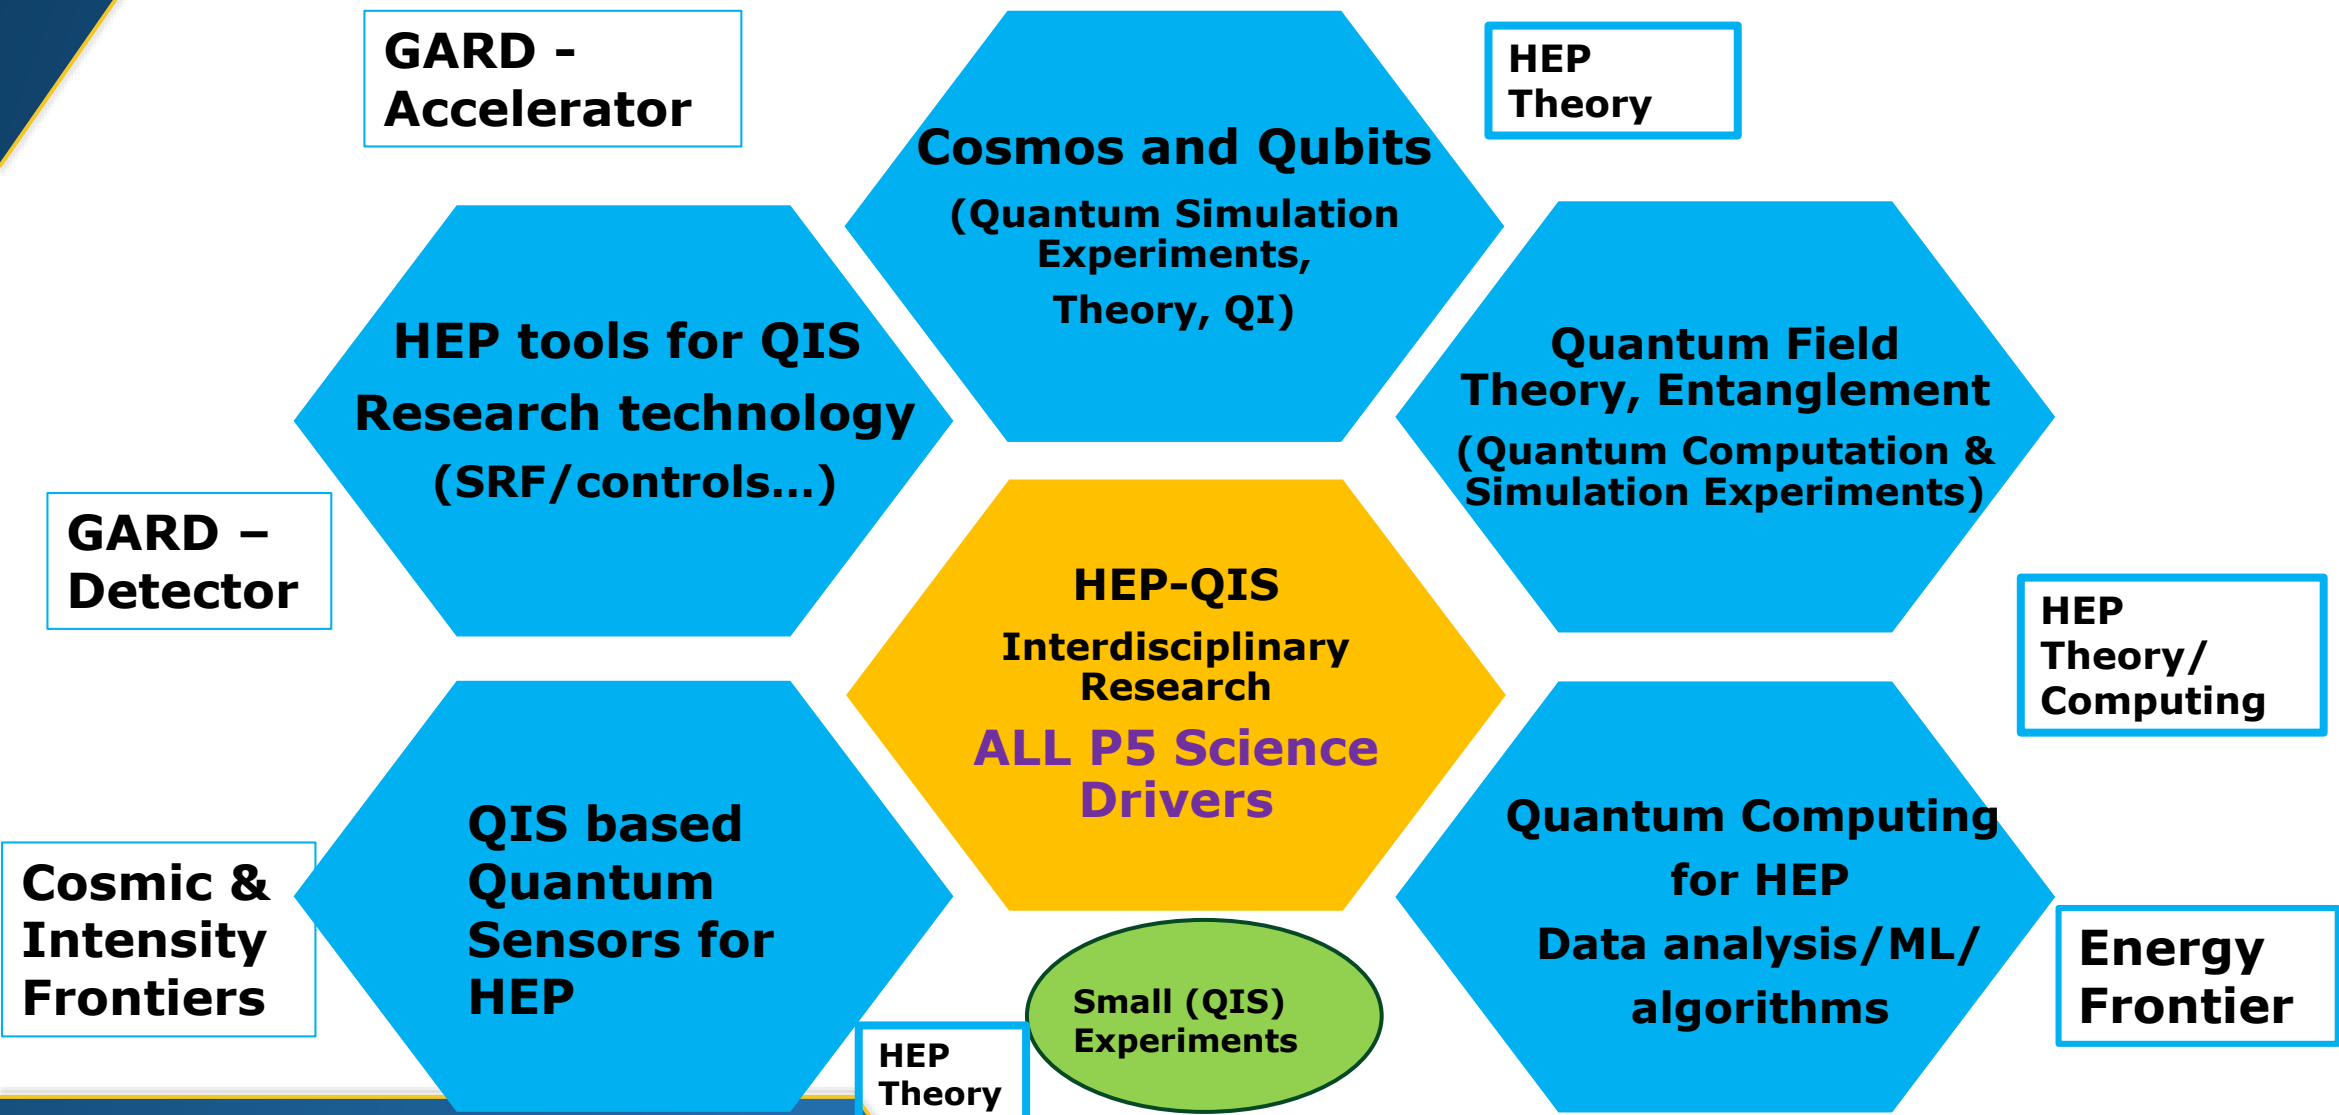 GARD -
Accelerator
HEP
Theory
Cosmos and Qubits
(Quantum Simulation
Experiments,
Theory, QI)
HEP tools for QIS
Research technology
(SRF/controls…)
Quantum Field
Theory, Entanglement
(Quantum Computation &
Simulation Experiments)
GARD –
Detector
HEP-QIS
Interdisciplinary
Research
ALL P5 Science
Drivers
HEP
Theory/
Computing
QIS based
Quantum
Sensors for
HEP
Quantum Computing
for HEP
Data analysis/ML/
algorithms
Cosmic &
Intensity
Frontiers
Energy
Frontier
Small (QIS)
Experiments
HEP
Theory